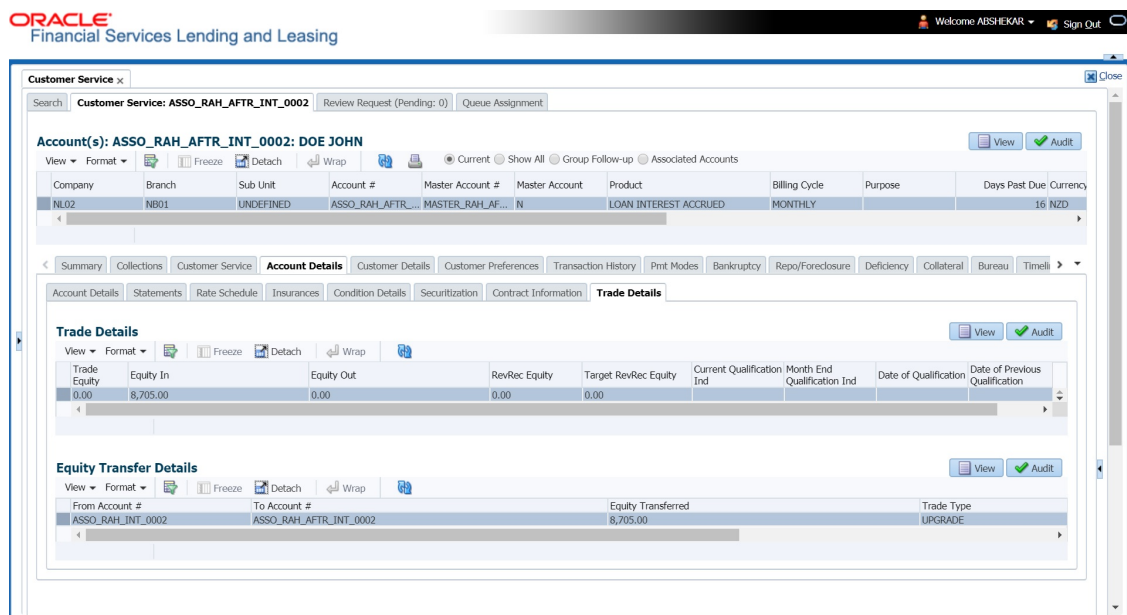 ORACLE
Financial Services Lending and Leasing
Welcome ABSHEKAR
Sign Out
Close
Customer Service ×
Search Customer Service: ASSO_RAH_AFTR_INT_0002 Review Request (Pending: 0) Queue Assignment
Account(s): ASSO_RAH_AFTR_INT_0002: DOE JOHN
View Audit
View Format Freeze Detach Wrap Current Show All Group Follow-up Associated Accounts
Company Branch Sub Unit Account # Master Account # Master Account Product Billing Cycle Purpose Days Past Due Currency
NL02 NB01 UNDEFINED ASSO_RAH_AFTR_... MASTER_RAH_AF... N LOAN INTEREST ACCRUED MONTHLY 16 NZD
Summary Collections Customer Service Account Details Customer Details Customer Preferences Transaction History Pmt Modes Bankruptcy Repo/Foreclosure Deficiency Collateral Bureau Timeli
Account Details Statements Rate Schedule Insurances Condition Details Securitization Contract Information Trade Details
Trade Details
View Audit
View Format Freeze Detach Wrap
Trade Equity Equity In Equity Out RevRec Equity Target RevRec Equity Current Qualification Ind Month End Qualification Ind Date of Qualification Date of Previous Qualification
0.00 8,705.00 0.00 0.00 0.00
Equity Transfer Details
View Audit
View Format Freeze Detach Wrap
From Account # To Account # Equity Transferred Trade Type
ASSO_RAH_INT_0002 ASSO_RAH_AFTR_INT_0002 8,705.00 UPGRADE